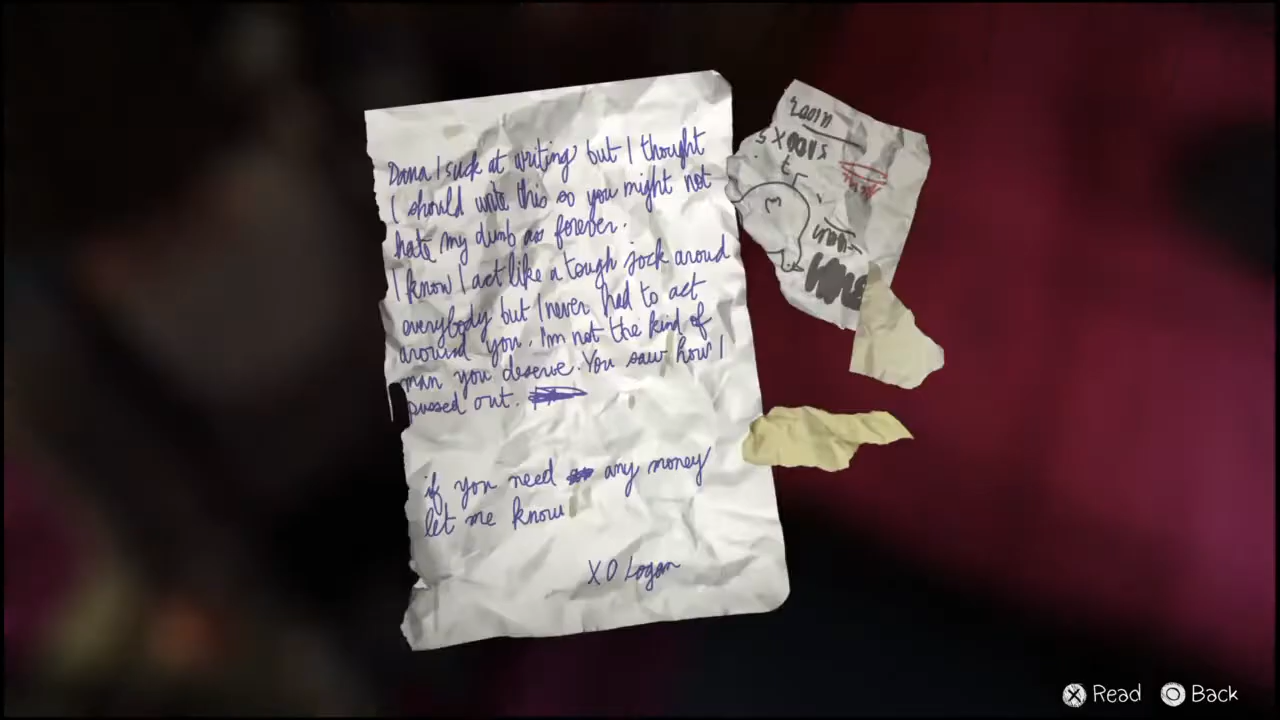 Dana I suck at writing but I thought
I should write this so you might not
hate my dumb ass forever.
I know I act like a tough jock aroud
everybody but I never had to act
around you. I'm not the kind of
man you deserve. You saw how I
pussed out.
if you need any money
let me know
XO Logan
Read
Back